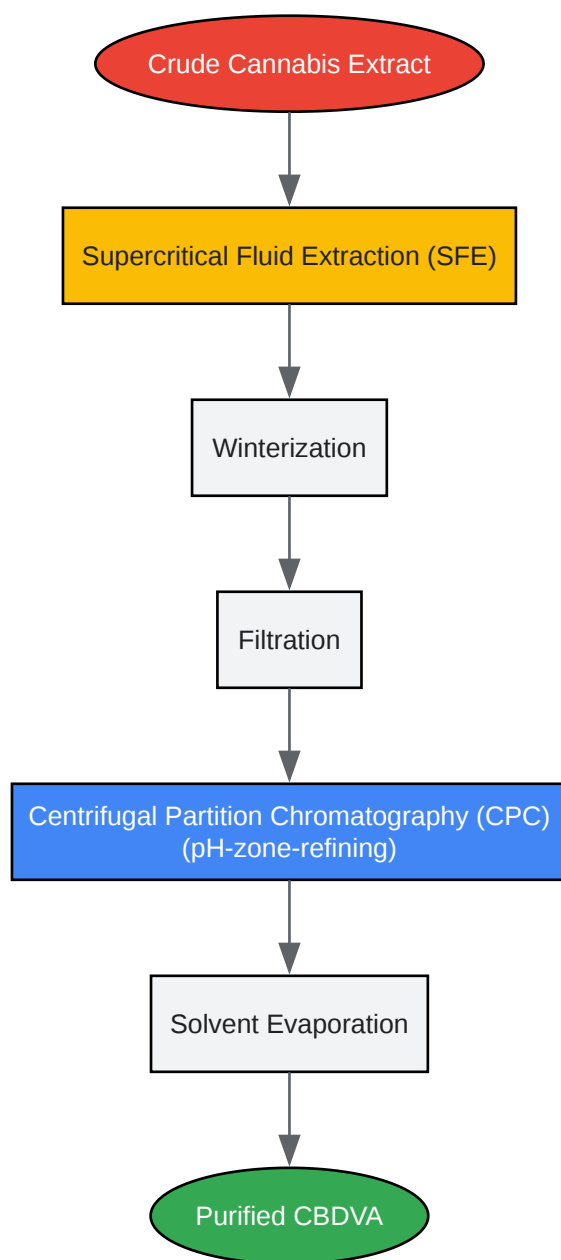 Crude Cannabis Extract
Supercritical Fluid Extraction (SFE)
Winterization
Filtration
Centrifugal Partition Chromatography (CPC)
(pH-zone-refining)
Solvent Evaporation
Purified CBDVA